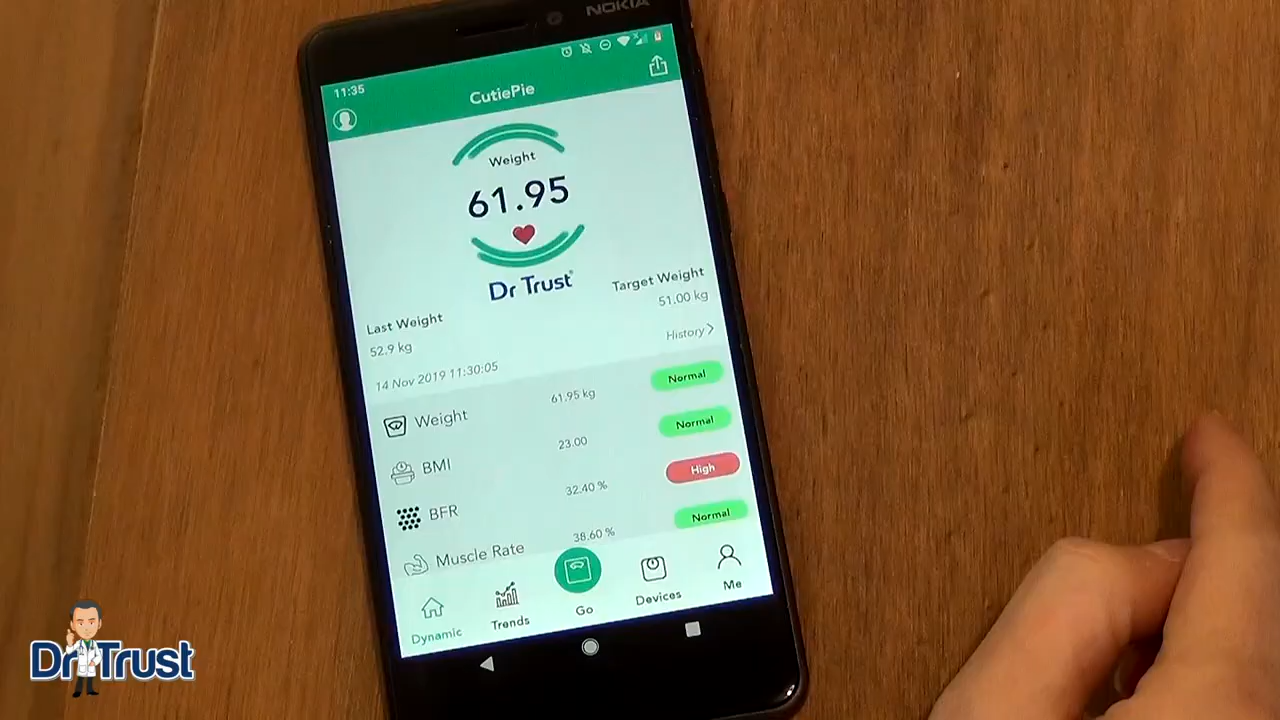 NOKIA
11:35
CutiePie
Weight
61.95
Dr Trust
Last Weight
52.9 kg
Target Weight
51.00 kg
History
14 Nov 2019 11:30:05
Weight 61.95 kg Normal
BMI 23.00 Normal
BFR 32.40 % High
Muscle Rate 38.60 % Normal
Dynamic Trends Go Devices Me
Dr Trust